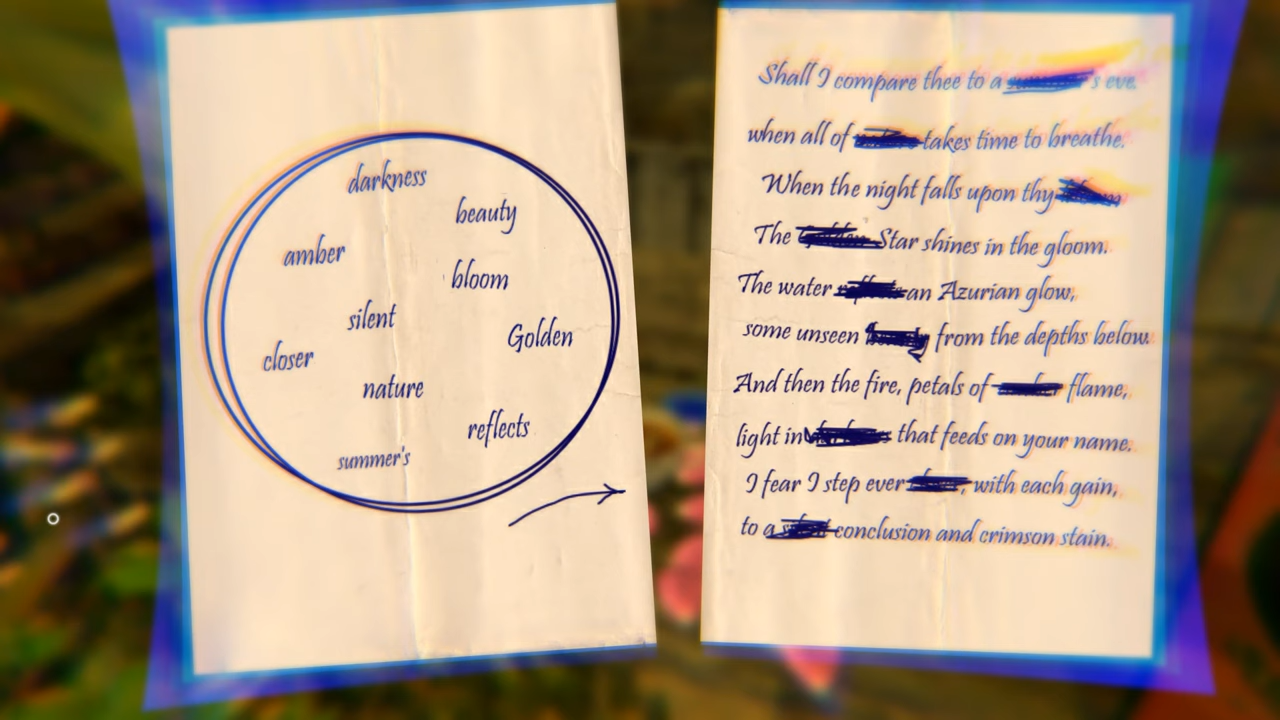 darkness
beauty
amber
bloom
silent
Golden
closer
nature
reflects
summer's
Shall I compare thee to a 's eve.
when all of takes time to breathe.
When the night falls upon thy
The Star shines in the gloom.
The water an Azurian glow,
some unseen from the depths below.
And then the fire, petals of flame,
light in that feeds on your name.
I fear I step ever , with each gain,
to a conclusion and crimson stain.